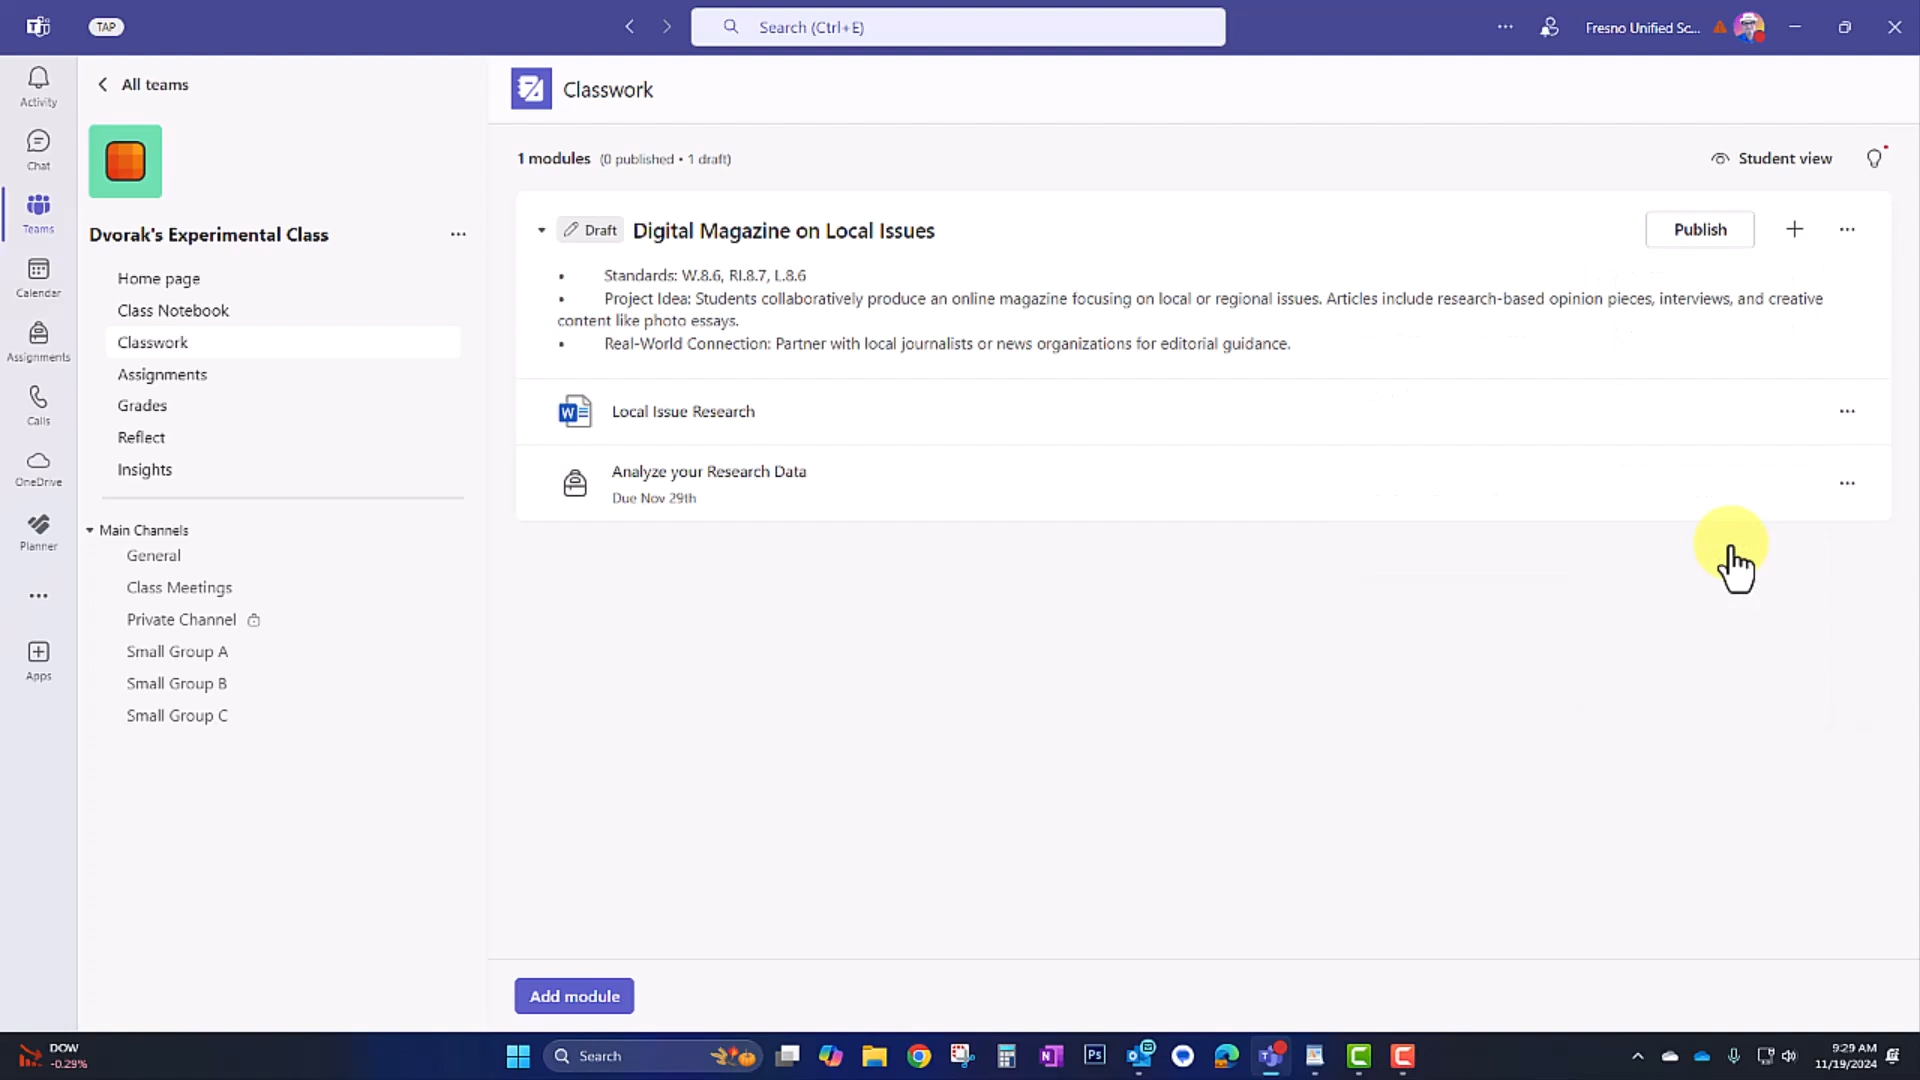 TAP
Search (Ctrl+E)
Fresno Unified Sc...
Activity
Chat
Teams
Calendar
Assignments
Calls
OneDrive
Planner
Apps
All teams
Dvorak's Experimental Class
Home page
Class Notebook
Classwork
Assignments
Grades
Reflect
Insights
Main Channels
General
Class Meetings
Private Channel
Small Group A
Small Group B
Small Group C
Classwork
1 modules (0 published • 1 draft)
Student view
Draft Digital Magazine on Local Issues
Publish
• Standards: W.8.6, RI.8.7, L.8.6
• Project Idea: Students collaboratively produce an online magazine focusing on local or regional issues. Articles include research-based opinion pieces, interviews, and creative
content like photo essays.
• Real-World Connection: Partner with local journalists or news organizations for editorial guidance.
W Local Issue Research
Analyze your Research Data
Due Nov 29th
Add module
DOW
-0.29%
Search
N
Ps
9:29 AM
11/19/2024